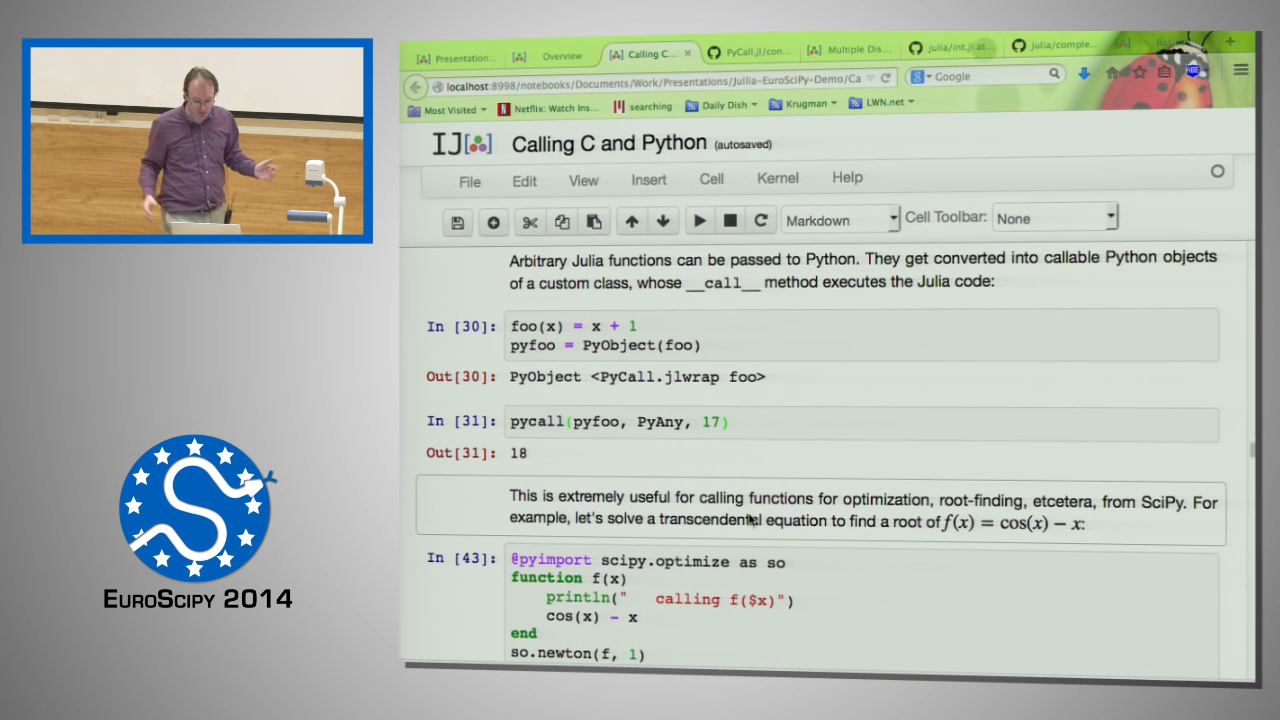 Presentation...
Overview
Calling C...
PyCall.jl/con...
Multiple Dis...
julia/int.jl at...
julia/comple...
localhost:8998/notebooks/Documents/Work/Presentations/Jullia-EuroSciPy-Demo/Ca
Google
Most Visited
Netflix: Watch Ins...
searching
Daily Dish
Krugman
LWN.net
IJ Calling C and Python (autosaved)
File Edit View Insert Cell Kernel Help
Markdown Cell Toolbar: None
Arbitrary Julia functions can be passed to Python. They get converted into callable Python objects
of a custom class, whose __call__ method executes the Julia code:
In [30]: foo(x) = x + 1
pyfoo = PyObject(foo)
Out[30]: PyObject <PyCall.jlwrap foo>
In [31]: pycall(pyfoo, PyAny, 17)
Out[31]: 18
This is extremely useful for calling functions for optimization, root-finding, etcetera, from SciPy. For
example, let's solve a transcendental equation to find a root of f(x) = cos(x) − x:
In [43]: @pyimport scipy.optimize as so
function f(x)
println("   calling f($x)")
cos(x) - x
end
so.newton(f, 1)
EuroScipy 2014